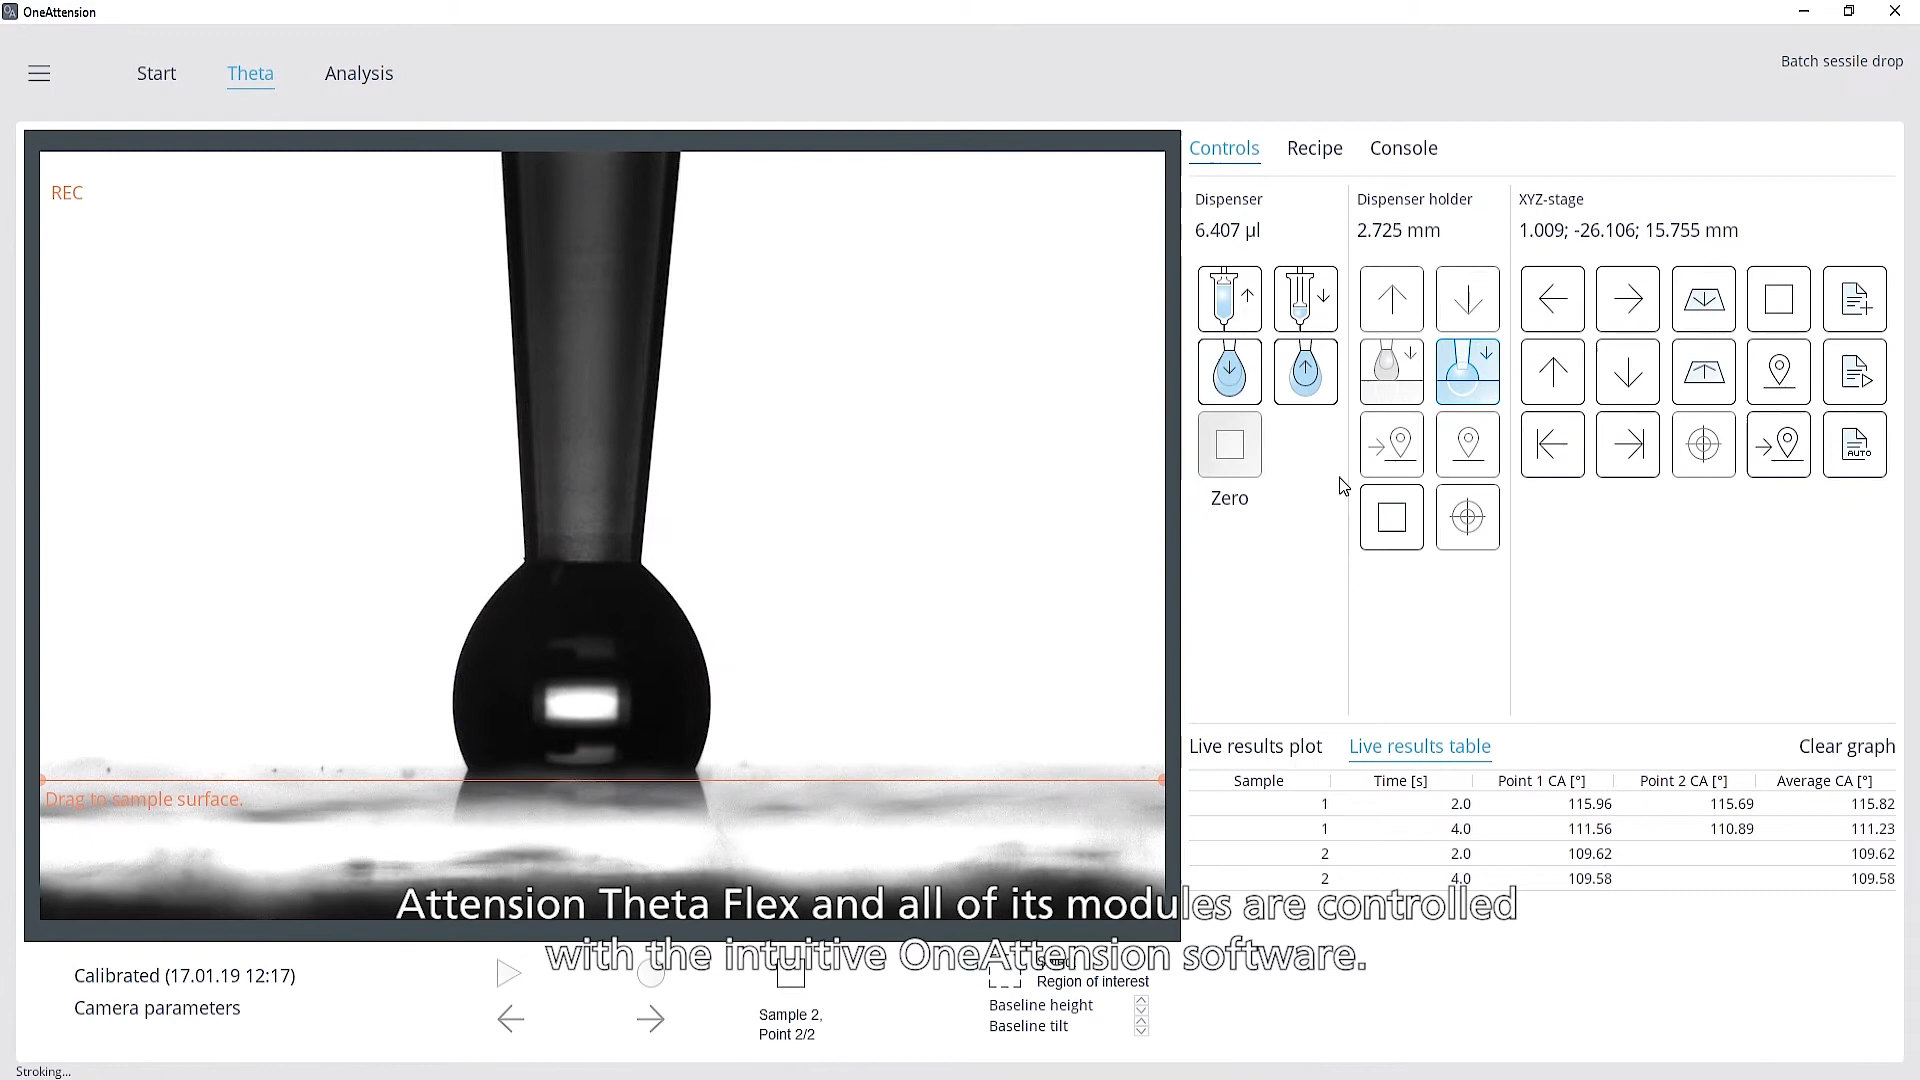 OneAttension
Start Theta Analysis
Batch sessile drop
REC
Controls Recipe Console
Dispenser Dispenser holder XYZ-stage
6.407 µl 2.725 mm 1.009; -26.106; 15.755 mm
AUTO
Zero
Live results plot Live results table Clear graph
Sample Time [s] Point 1 CA [°] Point 2 CA [°] Average CA [°]
1 2.0 115.96 115.69 115.82
1 4.0 111.56 110.89 111.23
2 2.0 109.62 109.62
2 4.0 109.58 109.58
Drag to sample surface.
Attension Theta Flex and all of its modules are controlled
with the intuitive OneAttension software.
Calibrated (17.01.19 12:17)
Camera parameters
Sample 2,
Point 2/2
Region of interest
Baseline height
Baseline tilt
Stroking...